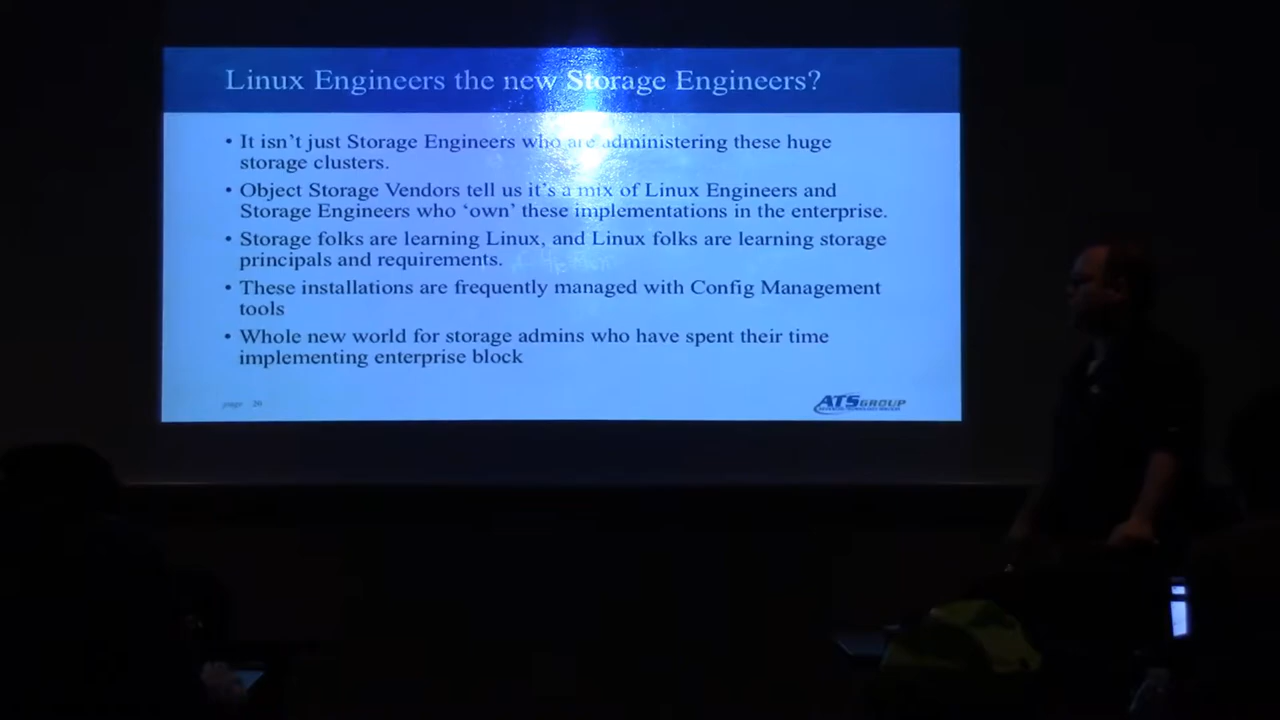 Linux Engineers the new Storage Engineers?
• It isn't just Storage Engineers who are administering these huge
storage clusters.
• Object Storage Vendors tell us it's a mix of Linux Engineers and
Storage Engineers who 'own' these implementations in the enterprise.
• Storage folks are learning Linux, and Linux folks are learning storage
principals and requirements.
• These installations are frequently managed with Config Management
tools
• Whole new world for storage admins who have spent their time
implementing enterprise block
page 20
ATSGROUP